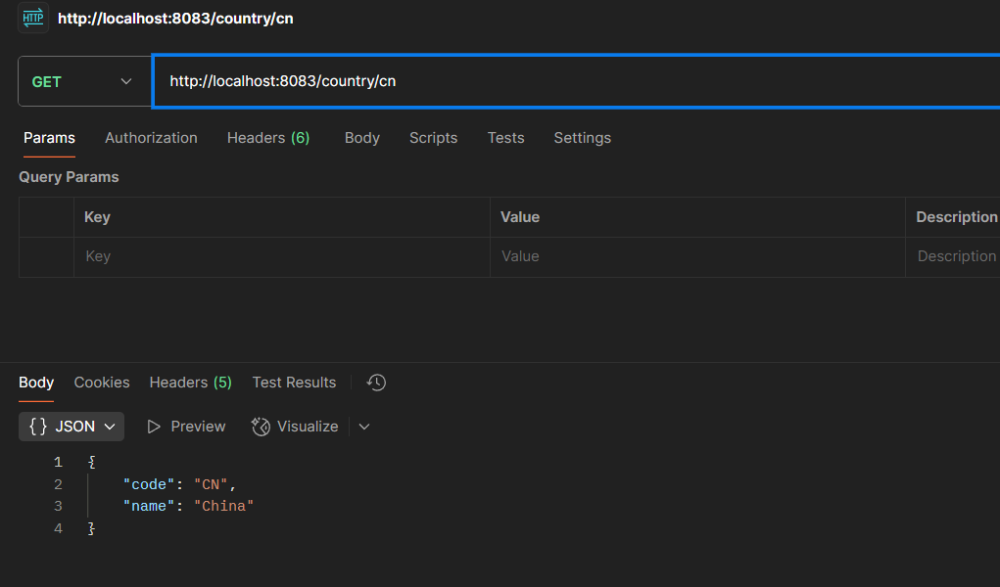 HTTP http://localhost:8083/country/cn
GET http://localhost:8083/country/cn
Params Authorization Headers (6) Body Scripts Tests Settings
Query Params
Key Value Description
Key Value Description
Body Cookies Headers (5) Test Results
{} JSON Preview Visualize
1 {
2 "code": "CN",
3 "name": "China"
4 }